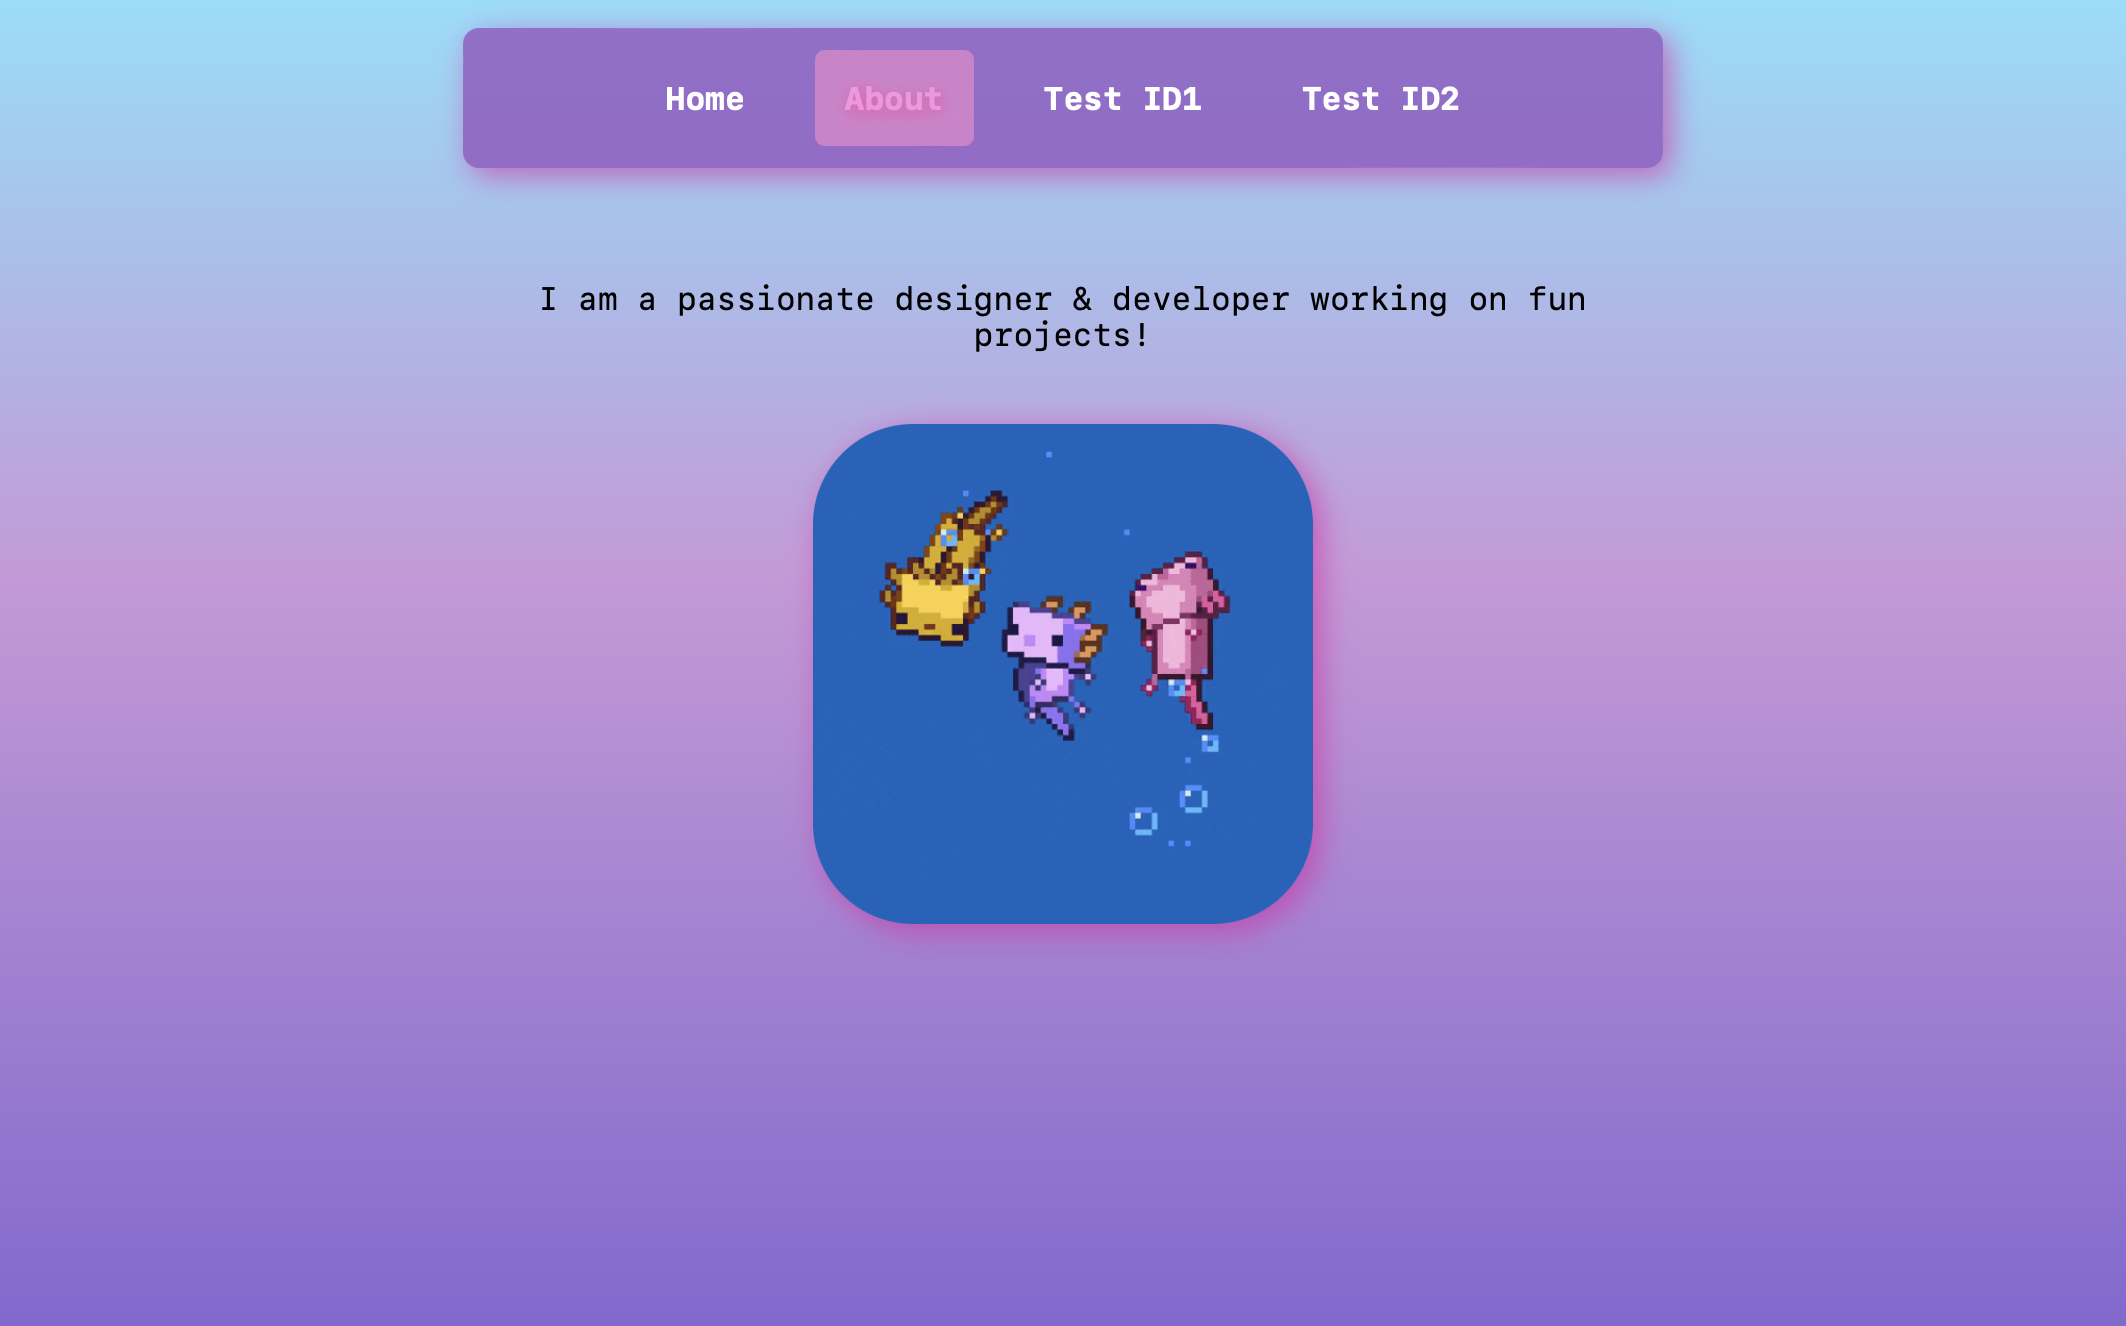 Home About Test ID1 Test ID2
I am a passionate designer & developer working on fun
projects!